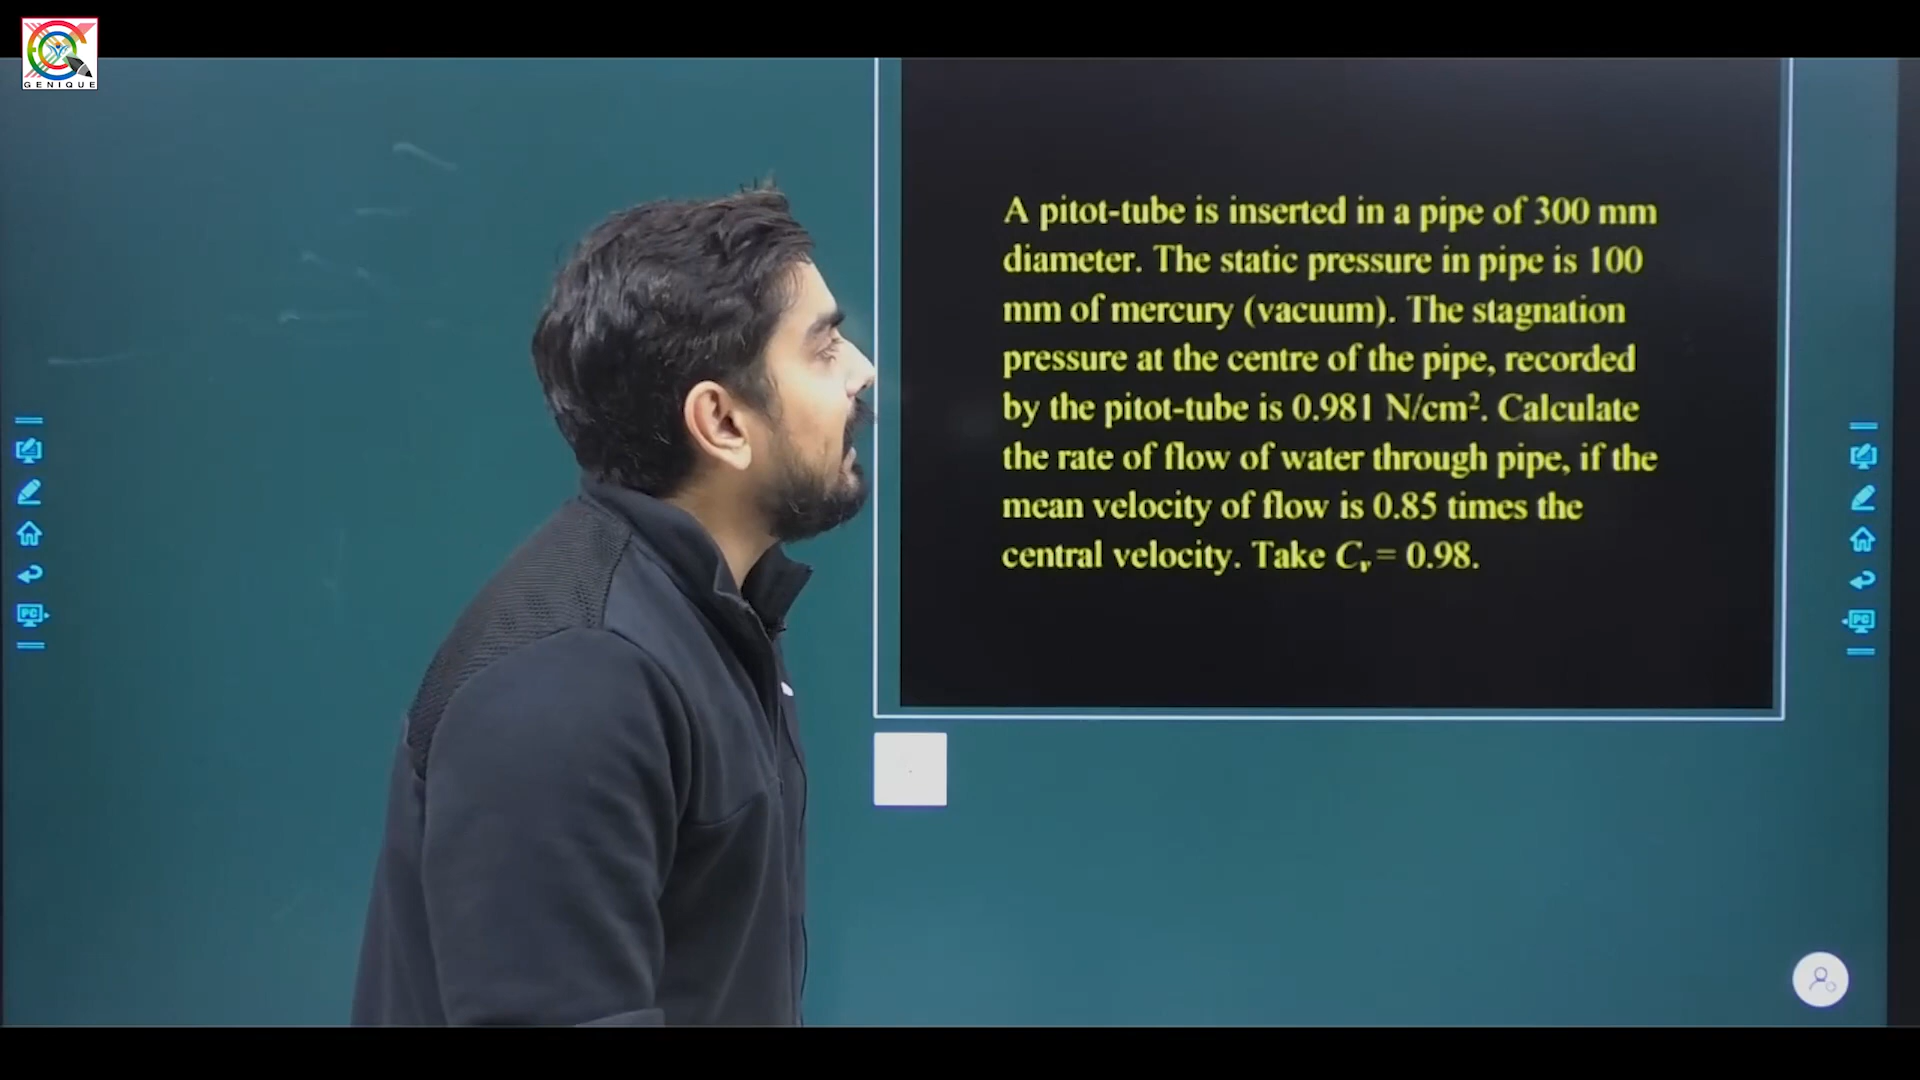 GENIQUE
A pitot-tube is inserted in a pipe of 300 mm
diameter. The static pressure in pipe is 100
mm of mercury (vacuum). The stagnation
pressure at the centre of the pipe, recorded
by the pitot-tube is 0.981 N/cm². Calculate
the rate of flow of water through pipe, if the
mean velocity of flow is 0.85 times the
central velocity. Take Cᵥ = 0.98.
PC
PC